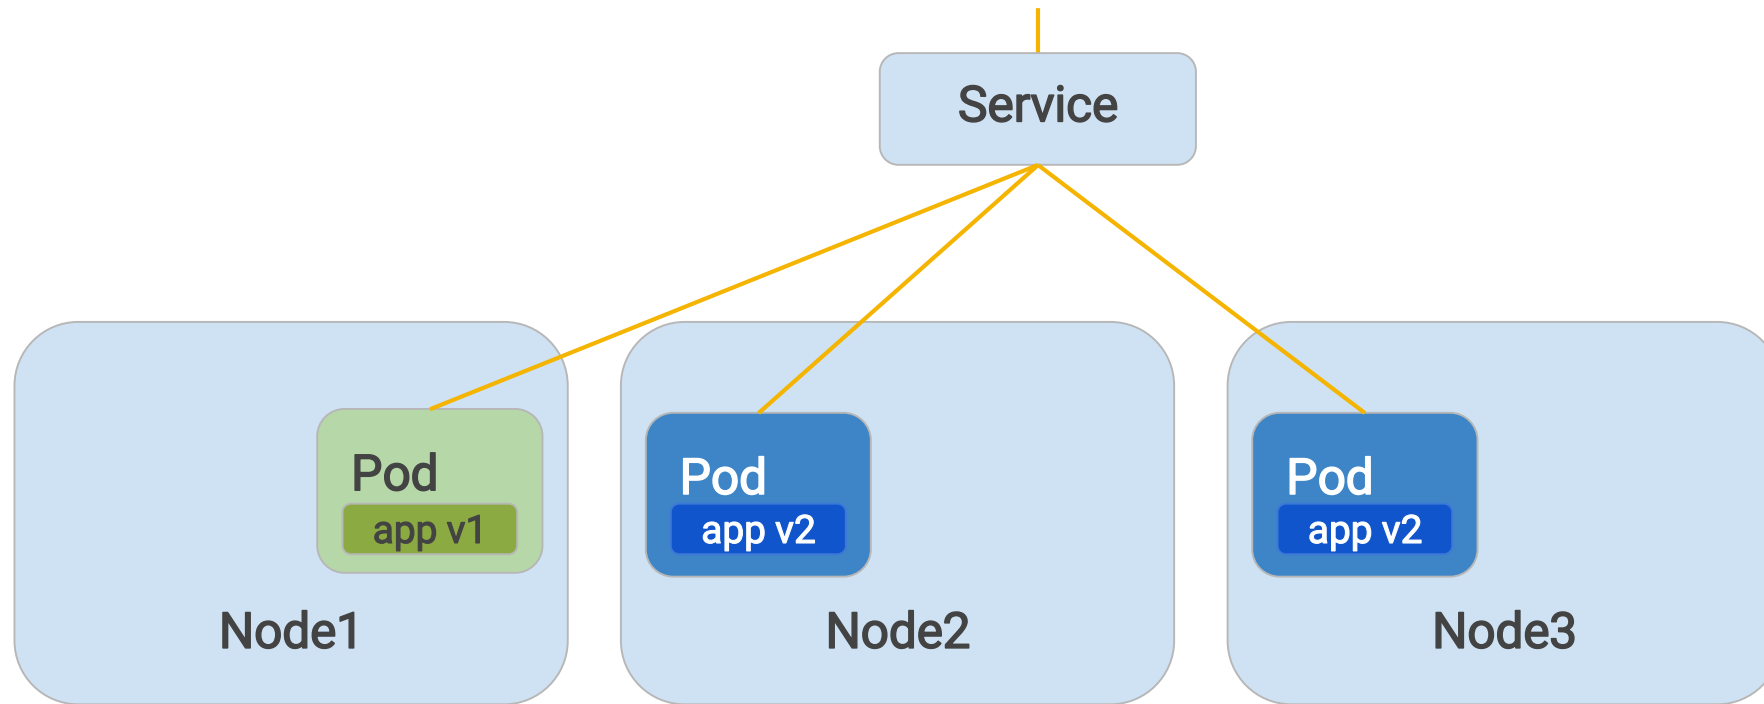 Service
Pod
app v1
Node1
Pod
app v2
Node2
Pod
app v2
Node3